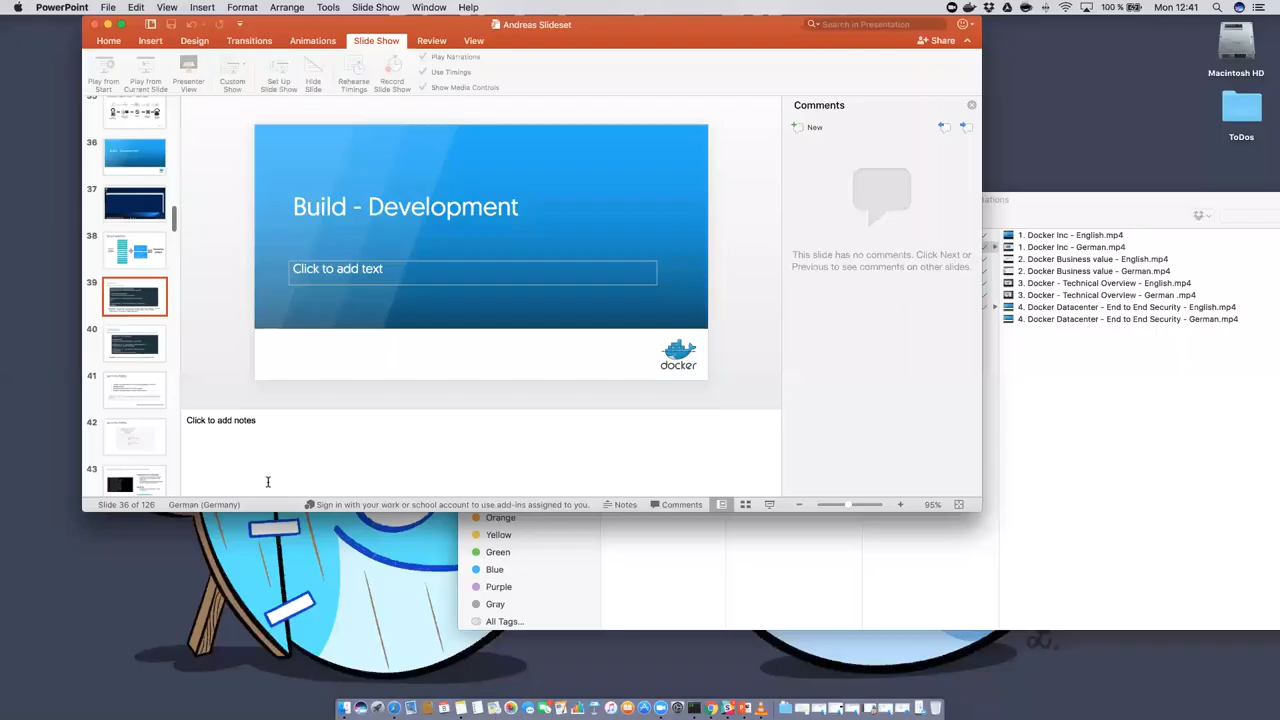 PowerPoint File Edit View Insert Format Arrange Tools Slide Show Window Help
100 % Mon 12:41
Andreas Slideset
Search in Presentation
Home Insert Design Transitions Animations Slide Show Review View
Share
Play from Start
Play from Current Slide
Presenter View
Custom Show
Set Up Slide Show
Hide Slide
Rehearse Timings
Record Slide Show
Play Narrations
Use Timings
Show Media Controls
35
36
37
38
39
40
41
42
43
Build - Development
Click to add text
docker
Click to add notes
Comments
New
This slide has no comments. Click Next or
Previous to see comments on other slides.
Slide 36 of 126
German (Germany)
Sign in with your work or school account to use add-ins assigned to you.
Notes
Comments
95%
Macintosh HD
ToDos
1. Docker Inc - English.mp4
1. Docker Inc - German.mp4
2. Docker Business value - English.mp4
2. Docker Business value - German.mp4
3. Docker - Technical Overview - English.mp4
3. Docker - Technical Overview - German .mp4
4. Docker Datacenter - End to End Security - English.mp4
4. Docker Datacenter - End to End Security - German.mp4
Orange
Yellow
Green
Blue
Purple
Gray
All Tags...